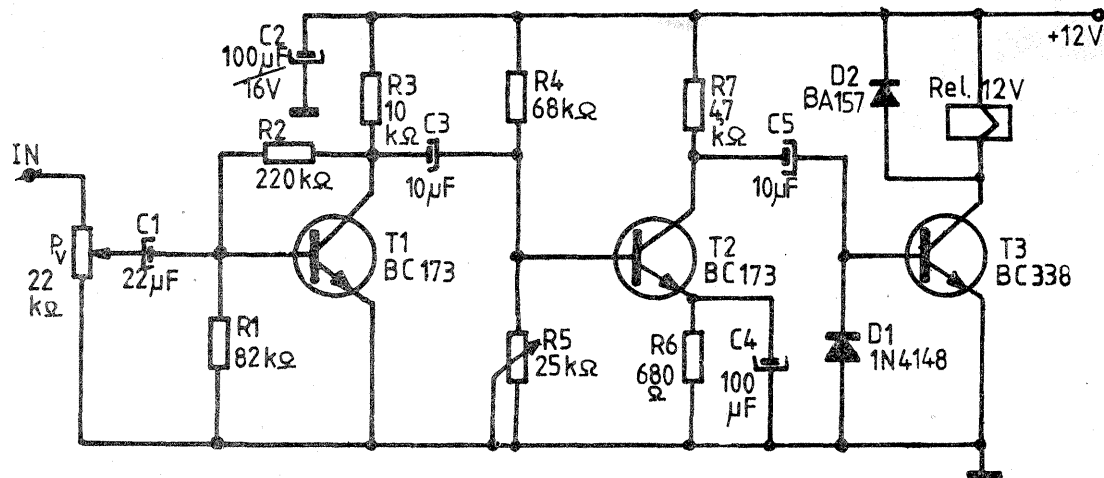 C2
100µF
16V
+12V
R3
10
kΩ
R4
68kΩ
R7
4,7
kΩ
D2
BA157
Rel. 12V
R2
220kΩ
C3
10µF
C5
10µF
IN
Pv
22
kΩ
C1
22µF
T1
BC173
T2
BC173
T3
BC338
R1
82kΩ
R5
25kΩ
R6
680
Ω
C4
100
µF
D1
1N4148